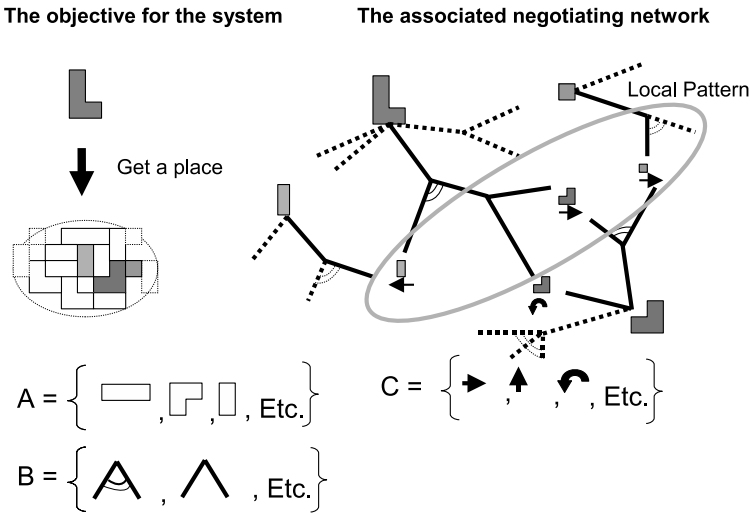 The objective for the system
The associated negotiating network
Local Pattern
Get a place
A = { , , , Etc.}
C = { , , , Etc.}
B = { , , Etc.}